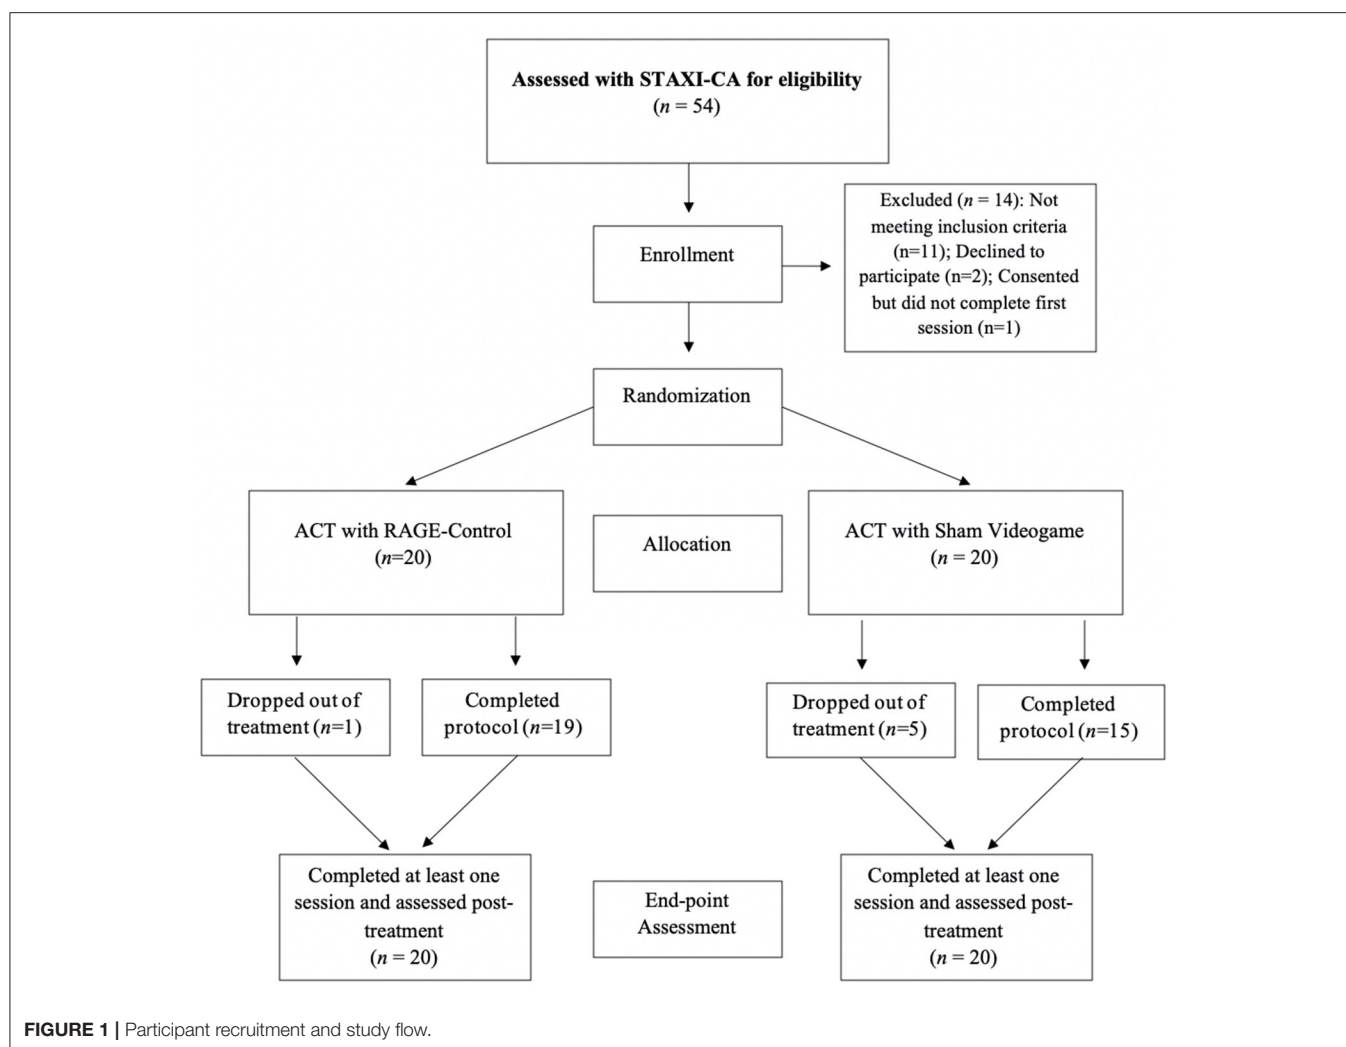 Assessed with STAXI-CA for eligibility
(n = 54)
Excluded (n = 14): Not
meeting inclusion criteria
(n=11); Declined to
participate (n=2); Consented
but did not complete first
session (n=1)
Enrollment
Randomization
ACT with RAGE-Control
(n=20)
Allocation
ACT with Sham Videogame
(n = 20)
Dropped out of
treatment (n=1)
Completed
protocol (n=19)
Dropped out of
treatment (n=5)
Completed
protocol (n=15)
Completed at least one
session and assessed post-
treatment
(n = 20)
End-point
Assessment
Completed at least one
session and assessed post-
treatment
(n = 20)
FIGURE 1 | Participant recruitment and study flow.